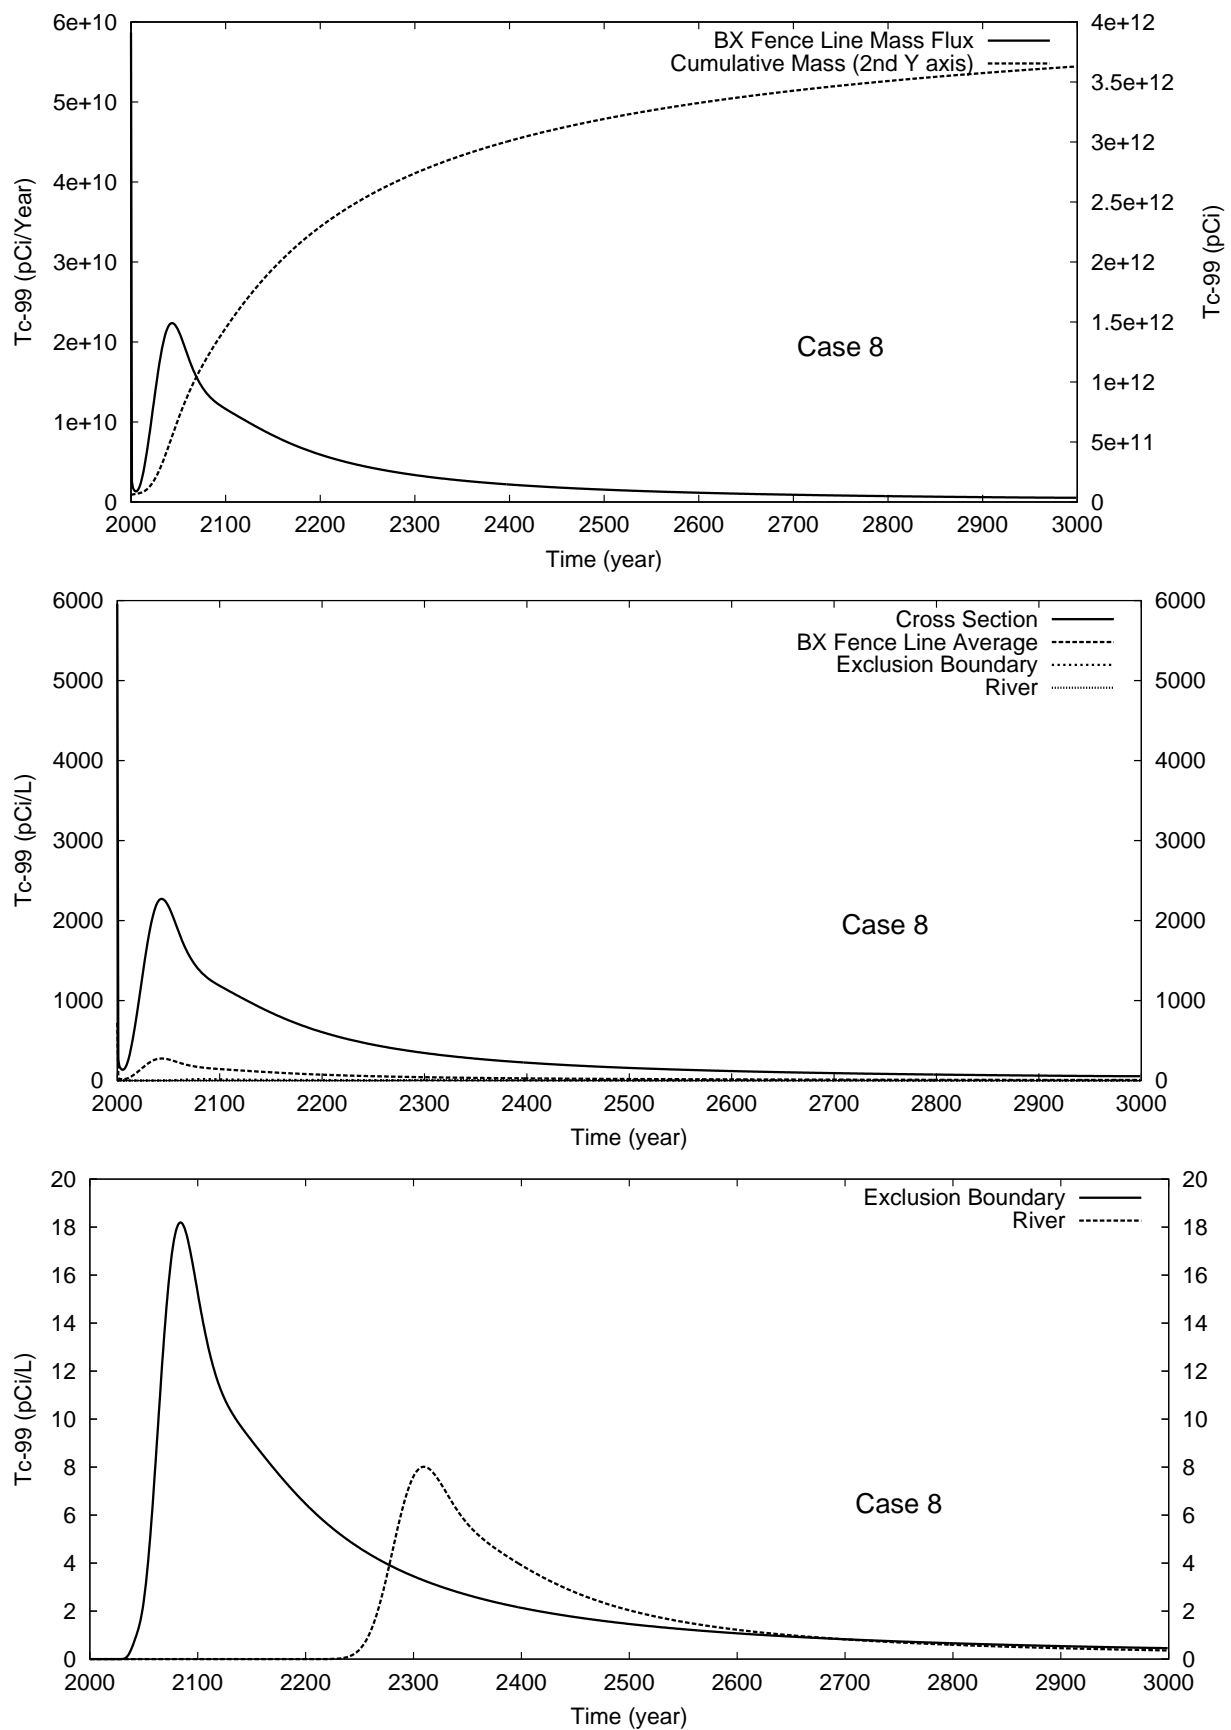 6e+10
5e+10
4e+10
3e+10
2e+10
1e+10
0
Tc-99 (pCi/Year)
BX Fence Line Mass Flux
Cumulative Mass (2nd Y axis)
Case 8
4e+12
3.5e+12
3e+12
2.5e+12
2e+12
1.5e+12
1e+12
5e+11
0
Tc-99 (pCi)
2000 2100 2200 2300 2400 2500 2600 2700 2800 2900 3000
Time (year)
6000
5000
4000
3000
2000
1000
0
Tc-99 (pCi/L)
Cross Section
BX Fence Line Average
Exclusion Boundary
River
Case 8
6000
5000
4000
3000
2000
1000
0
2000 2100 2200 2300 2400 2500 2600 2700 2800 2900 3000
Time (year)
20
18
16
14
12
10
8
6
4
2
0
Tc-99 (pCi/L)
Exclusion Boundary
River
Case 8
20
18
16
14
12
10
8
6
4
2
0
2000 2100 2200 2300 2400 2500 2600 2700 2800 2900 3000
Time (year)